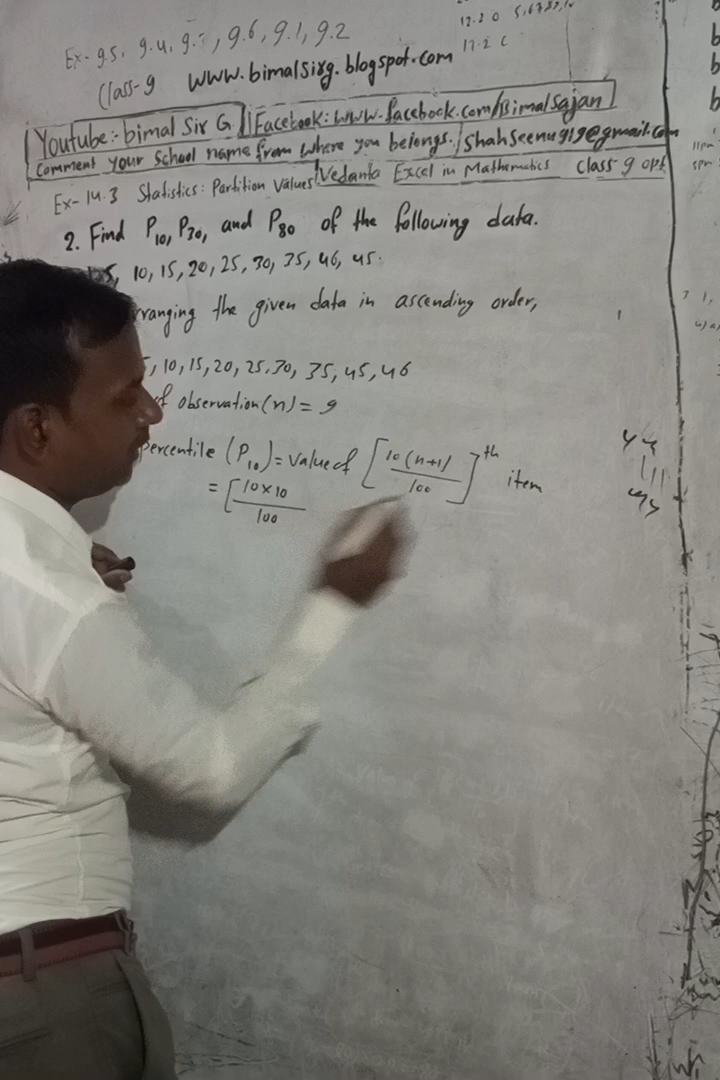 Ex- 9.5, 9.4, 9.6, 9.1, 9.2
Class-9 www.bimalsirg.blogspot.com
Youtube:- bimal Sir G Facebook: www.facebook.com/BimalSajan
Comment your School name from where you belongs. / shahseenu919@gmail.com
Ex- 14.3 Statistics: Partition Values Vedanta Excel in Mathematics Class 9 opt
2. Find P10, P30, and P80 of the following data.
5, 10, 15, 20, 25, 30, 35, 46, 45.
ranging the given data in ascending order,
5, 10, 15, 20, 25, 30, 35, 45, 46
of observation (n) = 9
percentile (P10) = value of [10(n+1)/100]th item
= [10×10/100